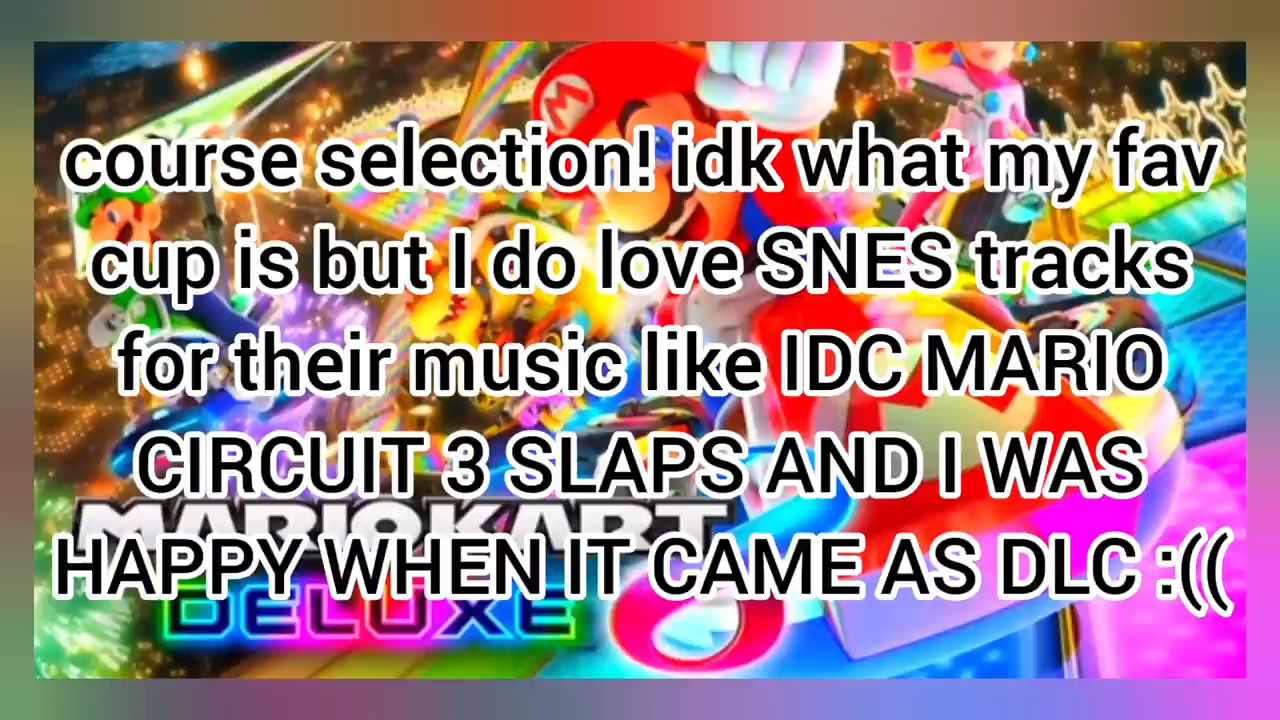 course selection! idk what my fav
cup is but I do love SNES tracks
for their music like IDC MARIO
CIRCUIT 3 SLAPS AND I WAS
MARIOKART
HAPPY WHEN IT CAME AS DLC :((
8
DELUXE
M